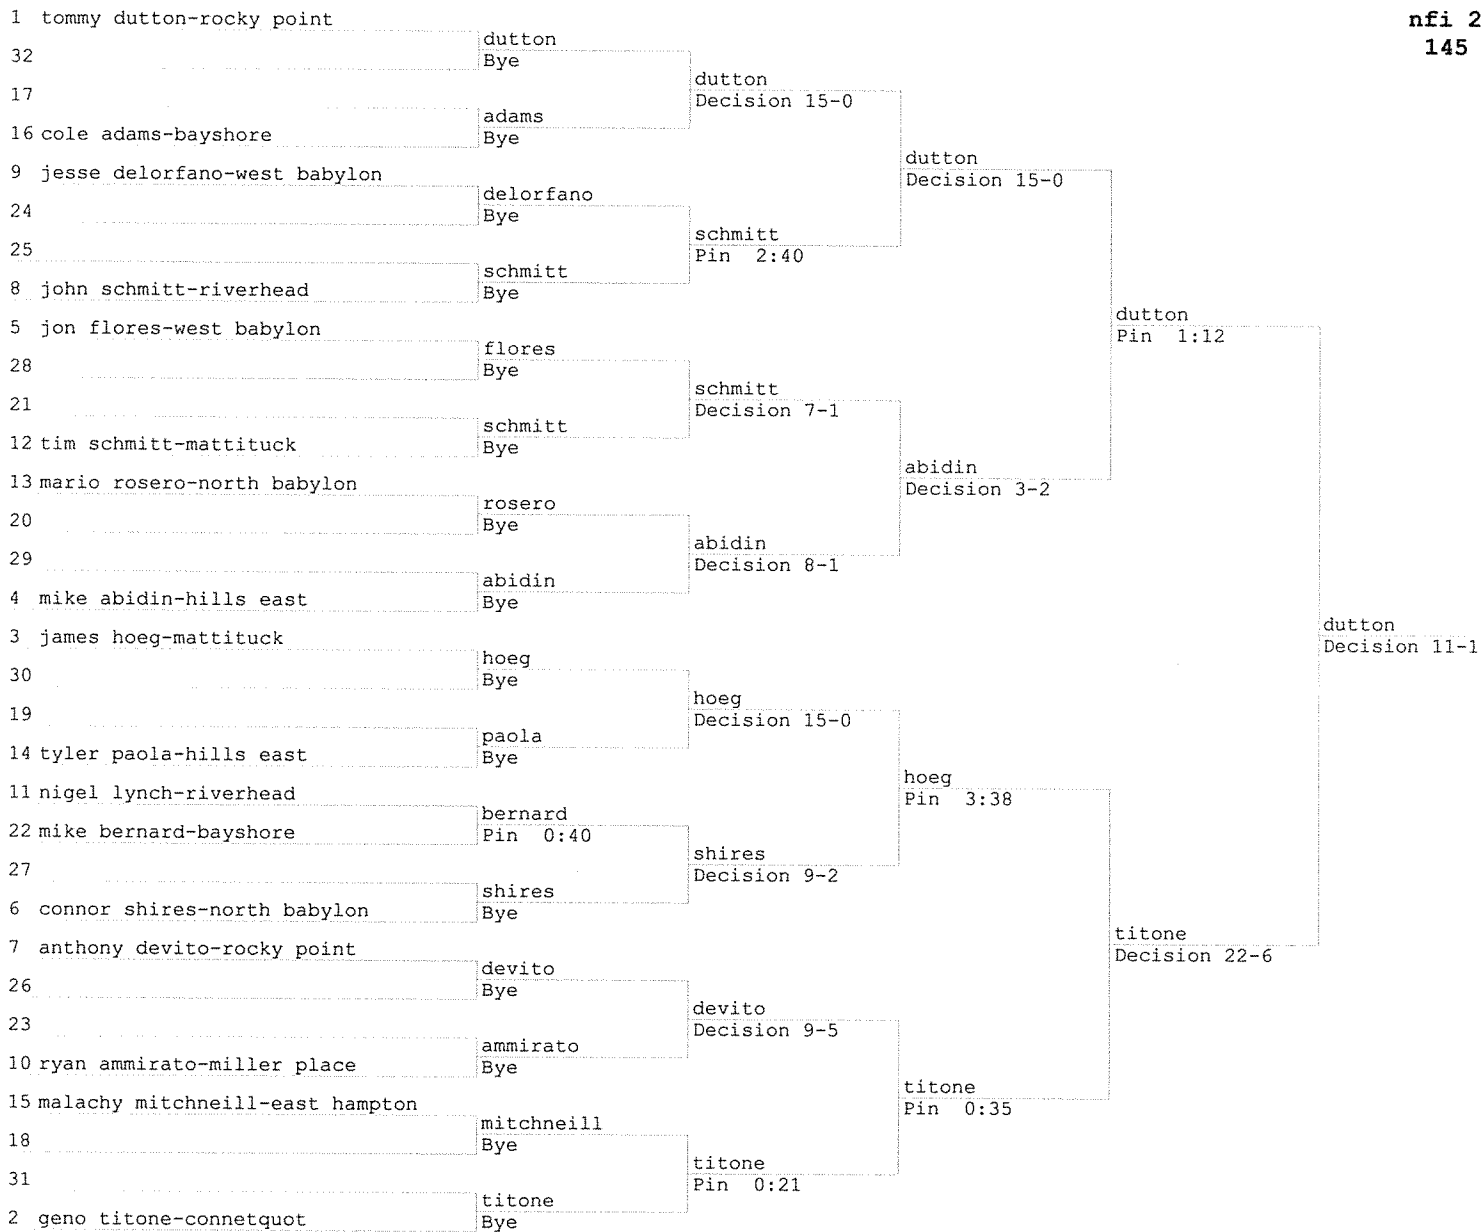 nfi 2
145
1 tommy dutton-rocky point
32
17
16 cole adams-bayshore
9 jesse delorfano-west babylon
24
25
8 john schmitt-riverhead
5 jon flores-west babylon
28
21
12 tim schmitt-mattituck
13 mario rosero-north babylon
20
29
4 mike abidin-hills east
3 james hoeg-mattituck
30
19
14 tyler paola-hills east
11 nigel lynch-riverhead
22 mike bernard-bayshore
27
6 connor shires-north babylon
7 anthony devito-rocky point
26
23
10 ryan ammirato-miller place
15 malachy mitchneill-east hampton
18
31
2 geno titone-connetquot
dutton
Bye
adams
Bye
delorfano
Bye
schmitt
Bye
flores
Bye
schmitt
Bye
rosero
Bye
abidin
Bye
hoeg
Bye
paola
Bye
bernard
Pin 0:40
shires
Bye
devito
Bye
ammirato
Bye
mitchneill
Bye
titone
Bye
dutton
Decision 15-0
schmitt
Pin 2:40
schmitt
Decision 7-1
abidin
Decision 8-1
hoeg
Decision 15-0
shires
Decision 9-2
devito
Decision 9-5
titone
Pin 0:21
dutton
Decision 15-0
abidin
Decision 3-2
hoeg
Pin 3:38
titone
Pin 0:35
dutton
Pin 1:12
titone
Decision 22-6
dutton
Decision 11-1